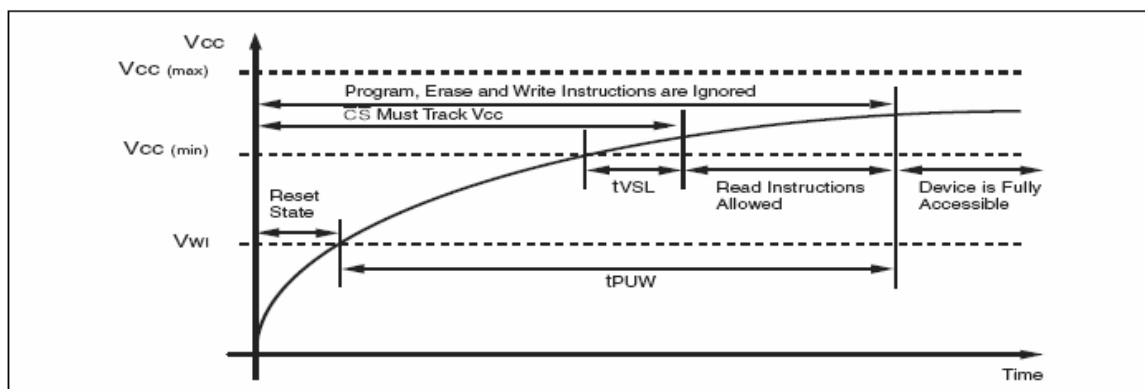 Vcc
Vcc (max)
Program, Erase and Write Instructions are Ignored
CS Must Track Vcc
Vcc (min)
tVSL
Read Instructions
Allowed
Device is Fully
Accessible
Reset
State
VWI
tPUW
Time